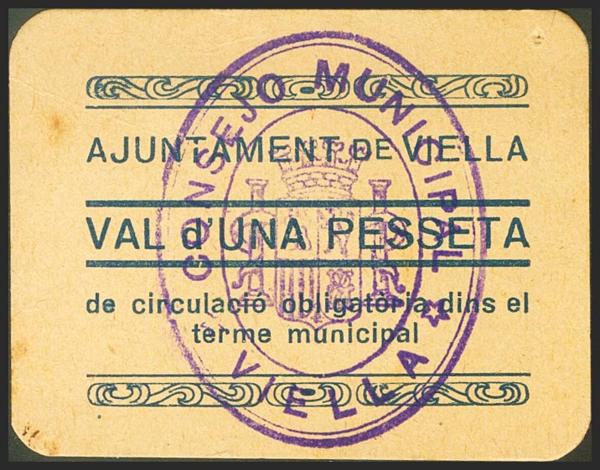 AJUNTAMENT DE VIELLA
VAL d'UNA PESSETA
de circulació obligatòria dins el
terme municipal
CONSEJO MUNICIPAL
VIELLA